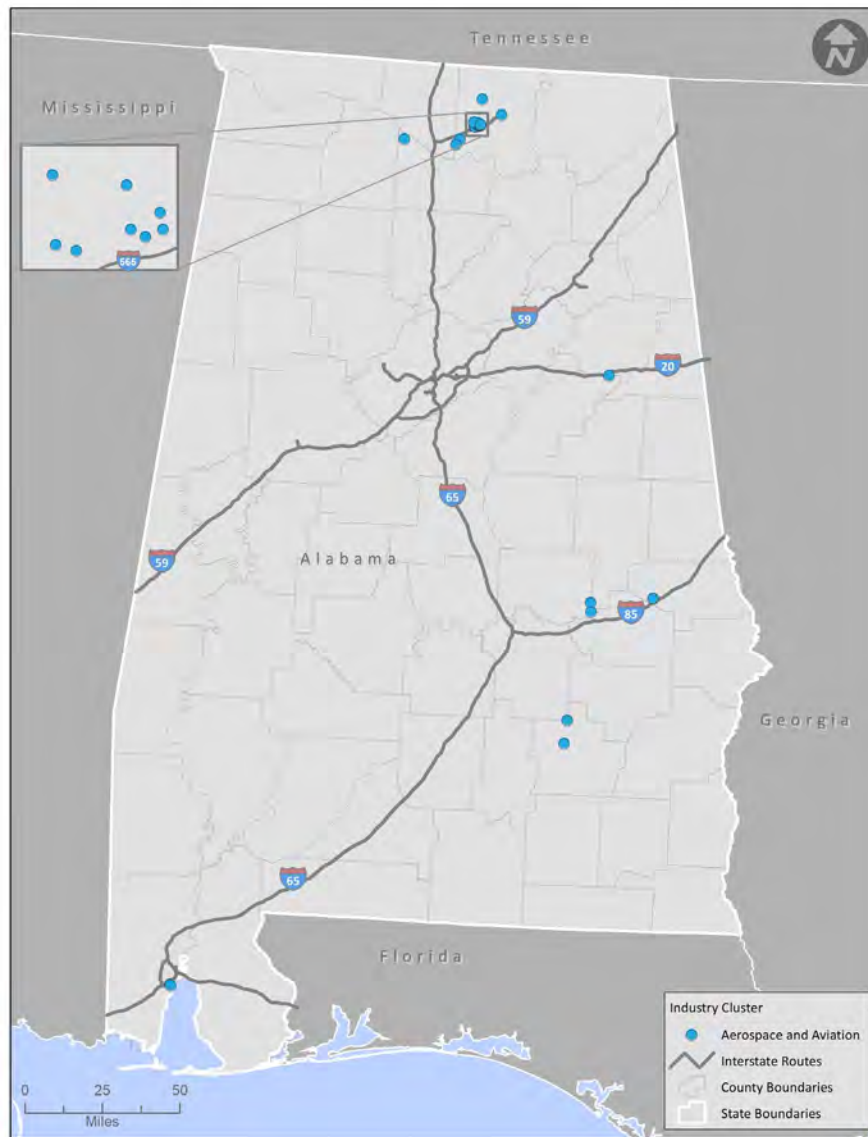 Tennessee
N
Mississippi
666
59
20
65
Alabama
59
85
Georgia
65
Florida
Industry Cluster
Aerospace and Aviation
Interstate Routes
County Boundaries
State Boundaries
0 25 50
Miles